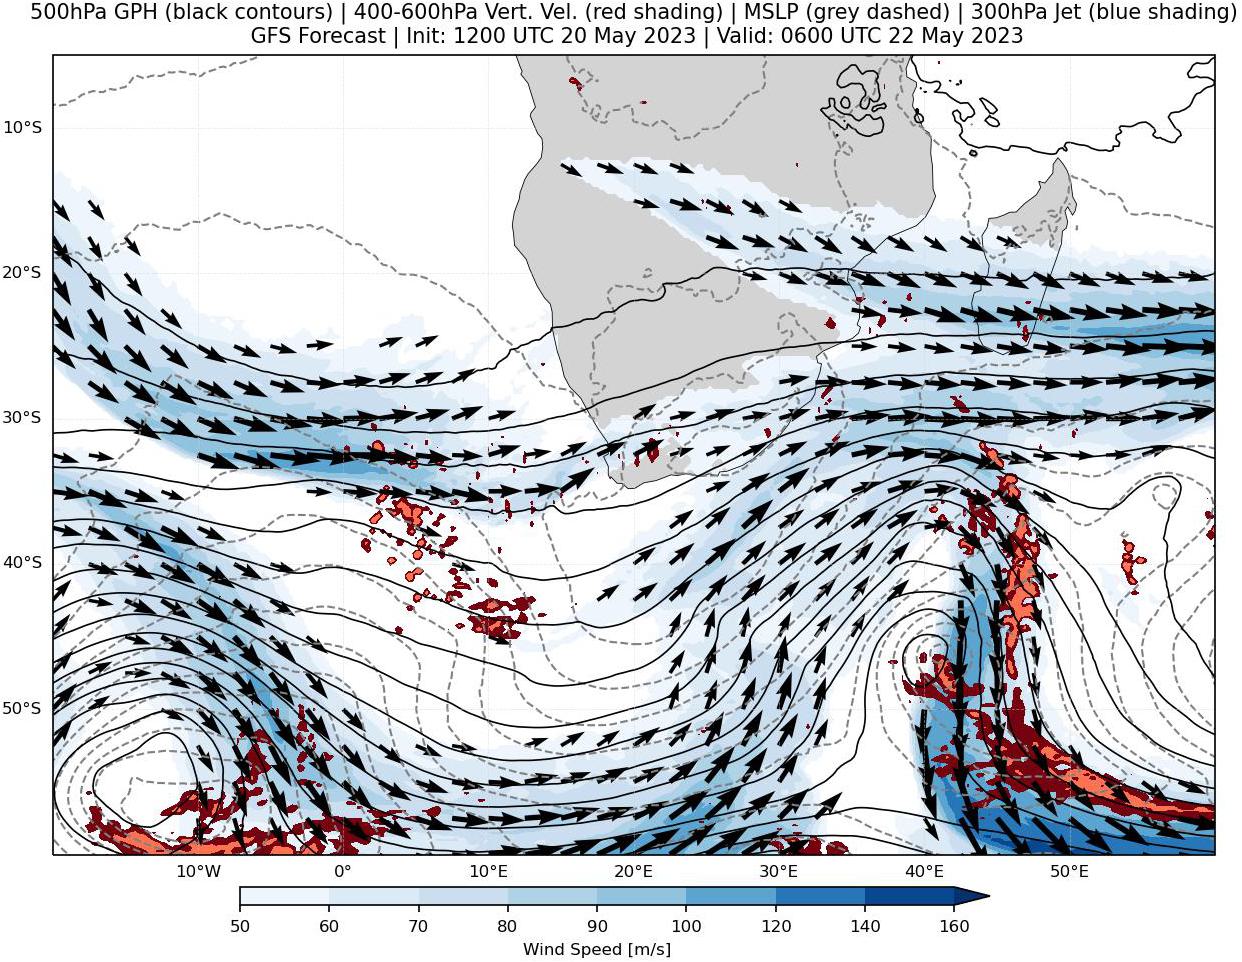 500hPa GPH (black contours) | 400-600hPa Vert. Vel. (red shading) | MSLP (grey dashed) | 300hPa Jet (blue shading)
GFS Forecast | Init: 1200 UTC 20 May 2023 | Valid: 0600 UTC 22 May 2023
10°S
20°S
30°S
40°S
50°S
10°W 0° 10°E 20°E 30°E 40°E 50°E
50 60 70 80 90 100 120 140 160
Wind Speed [m/s]